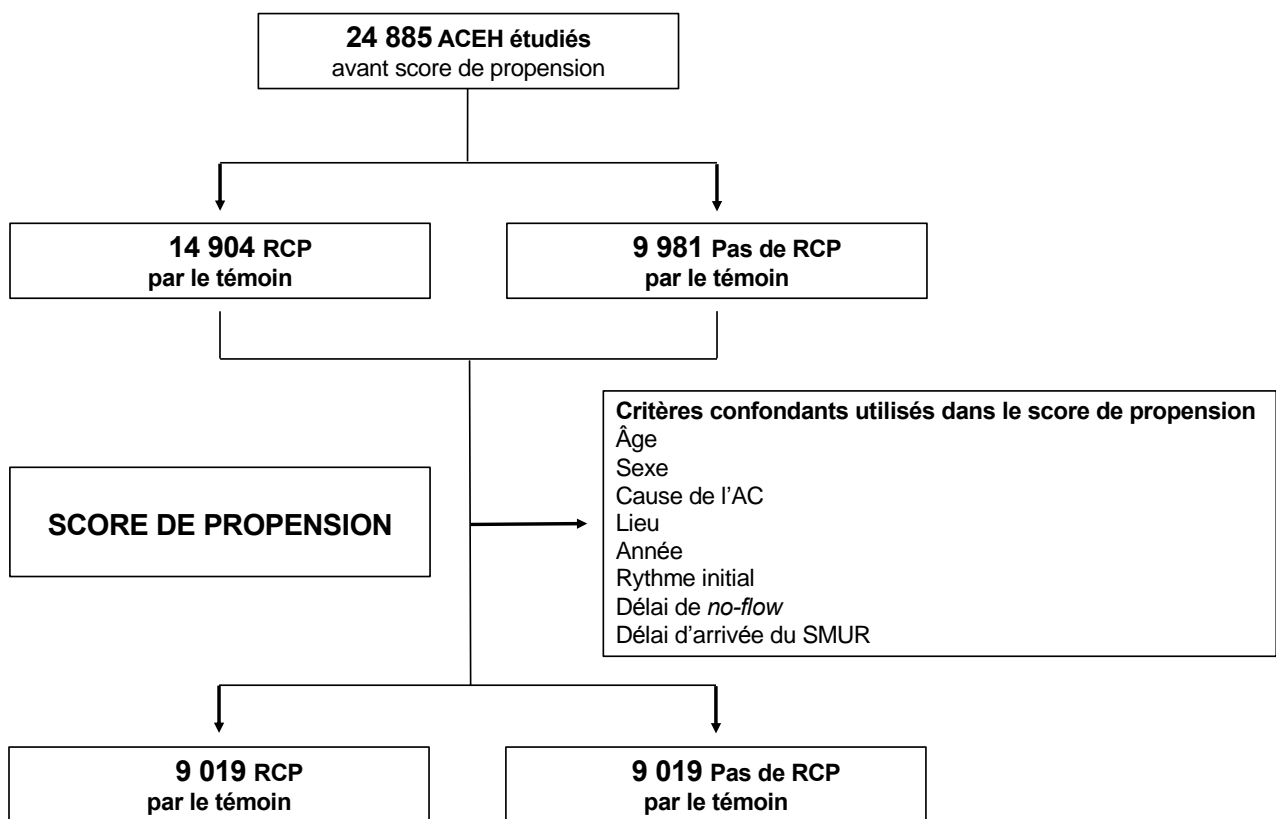 24 885 ACEH étudiés
avant score de propension
14 904 RCP
par le témoin
9 981 Pas de RCP
par le témoin
Critères confondants utilisés dans le score de propension
Âge
Sexe
Cause de l’AC
Lieu
Année
Rythme initial
Délai de no-flow
Délai d’arrivée du SMUR
SCORE DE PROPENSION
9 019 RCP
par le témoin
9 019 Pas de RCP
par le témoin